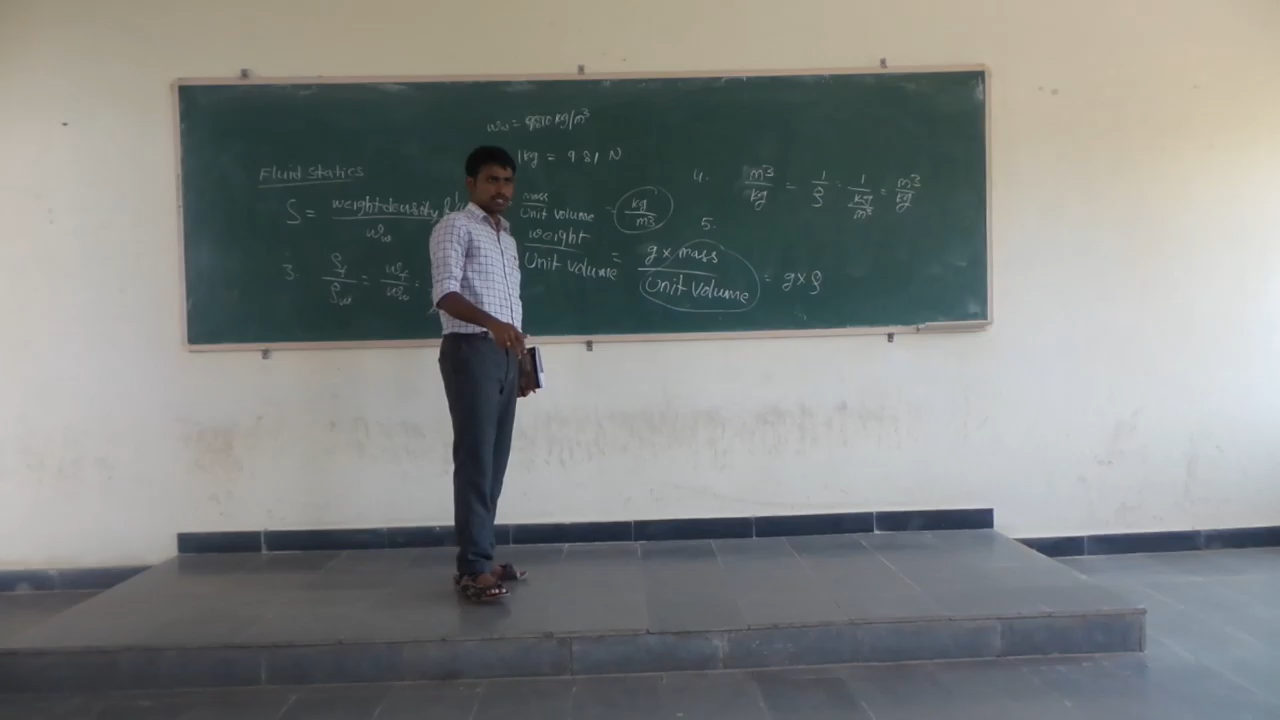 Fluid Statics
S = weight density / ww
3. ρf / ρw = wf / ww =
ww = 9810 kg/m³
1kg = 9.81 N
mass / Unit volume = kg / m3
weight / Unit volume = g x mass / Unit volume = g x ρ
4. m3 / kg = 1 / ρ = 1 / kg / m3 = m3 / kg
5.